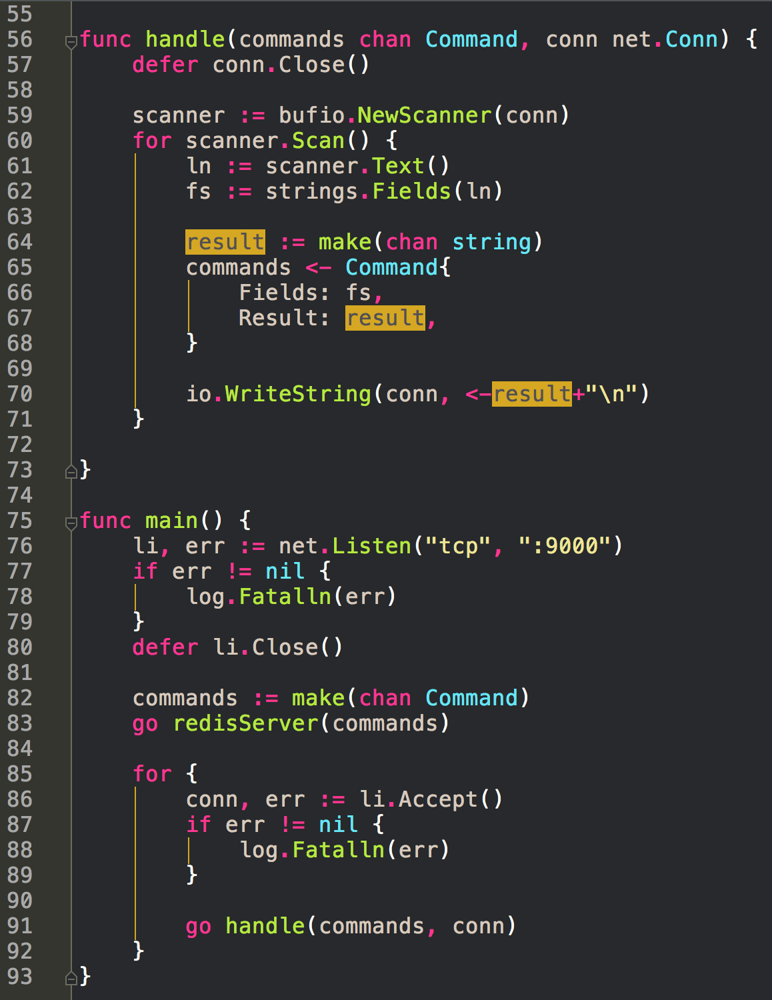 55
56 func handle(commands chan Command, conn net.Conn) {
57     defer conn.Close()
58
59     scanner := bufio.NewScanner(conn)
60     for scanner.Scan() {
61         ln := scanner.Text()
62         fs := strings.Fields(ln)
63
64         result := make(chan string)
65         commands <- Command{
66             Fields: fs,
67             Result: result,
68         }
69
70         io.WriteString(conn, <-result+"\n")
71     }
72
73 }
74
75 func main() {
76     li, err := net.Listen("tcp", ":9000")
77     if err != nil {
78         log.Fatalln(err)
79     }
80     defer li.Close()
81
82     commands := make(chan Command)
83     go redisServer(commands)
84
85     for {
86         conn, err := li.Accept()
87         if err != nil {
88             log.Fatalln(err)
89         }
90
91         go handle(commands, conn)
92     }
93 }